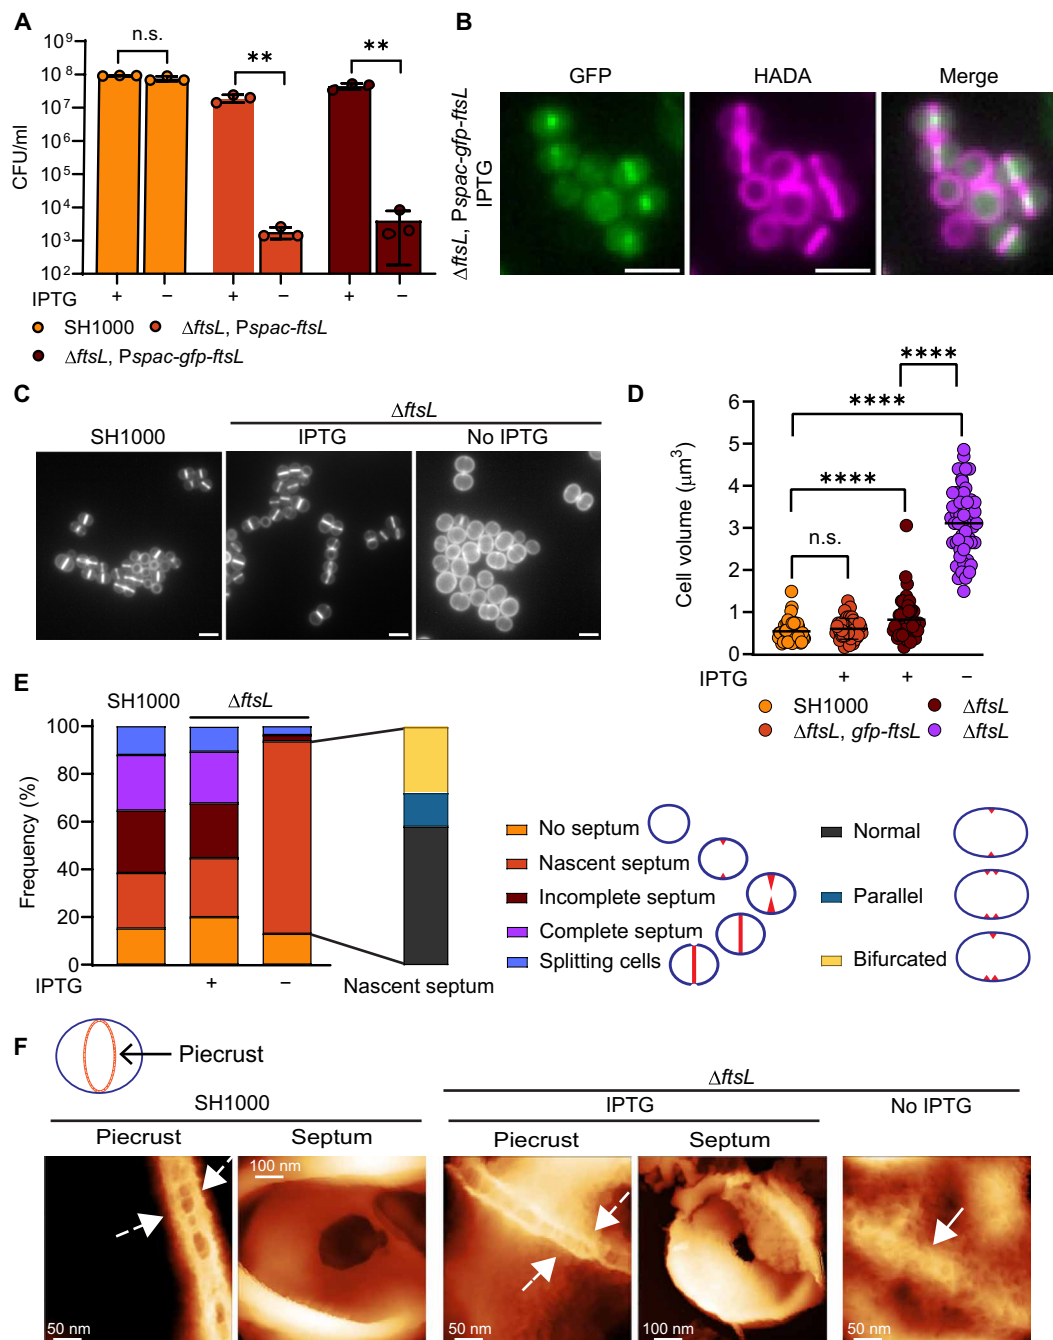 A
CFU/ml
10⁹
10⁸
10⁷
10⁶
10⁵
10⁴
10³
10²
n.s.
**
**
IPTG + − + − + −
SH1000 ΔftsL, Pspac-ftsL
ΔftsL, Pspac-gfp-ftsL
B
GFP HADA Merge
ΔftsL, Pspac-gfp-ftsL
IPTG
C
ΔftsL
SH1000 IPTG No IPTG
D
Cell volume (μm³)
6
5
4
3
2
1
0
****
****
****
n.s.
IPTG + + −
SH1000 ΔftsL
ΔftsL, gfp-ftsL ΔftsL
E
SH1000 ΔftsL
Frequency (%)
100
80
60
40
20
0
IPTG + − Nascent septum
No septum
Nascent septum
Incomplete septum
Complete septum
Splitting cells
Normal
Parallel
Bifurcated
F
Piecrust
ΔftsL
SH1000 IPTG No IPTG
Piecrust Septum Piecrust Septum
100 nm
50 nm 50 nm 100 nm 50 nm